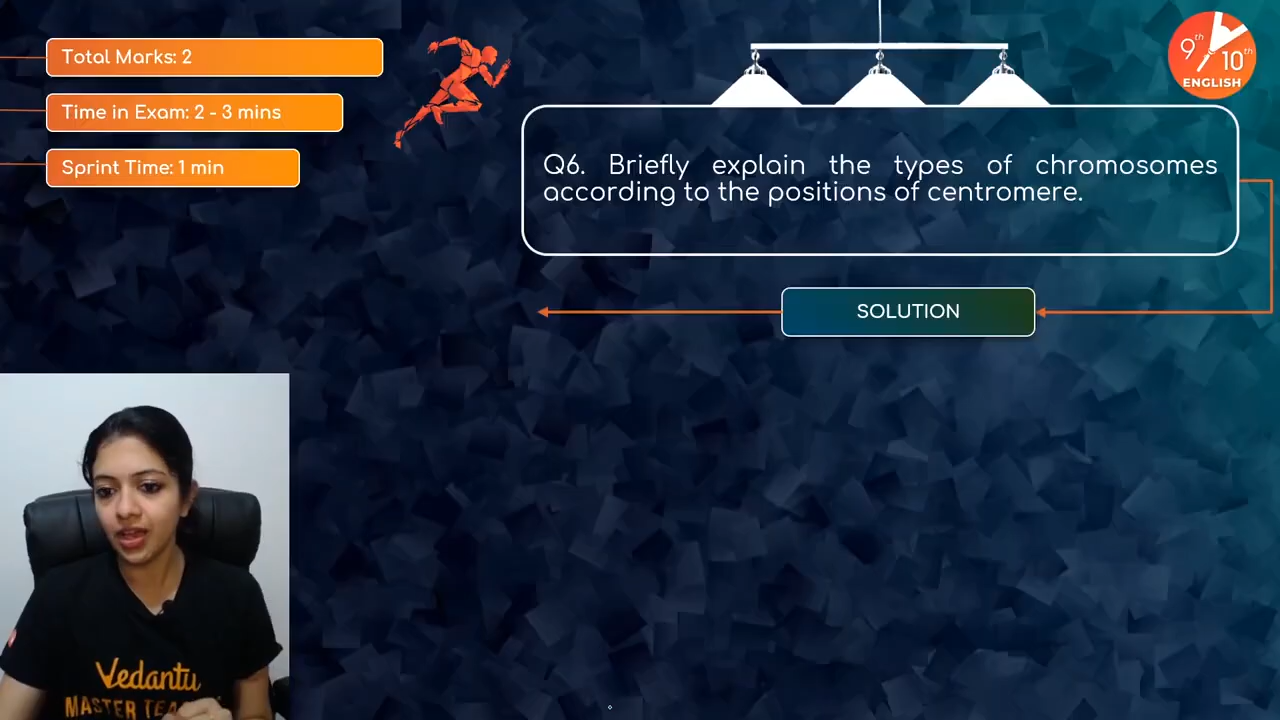 Total Marks: 2
Time in Exam: 2 - 3 mins
Sprint Time: 1 min
9th 10th
ENGLISH
Q6. Briefly explain the types of chromosomes
according to the positions of centromere.
SOLUTION
Vedantu
MASTER